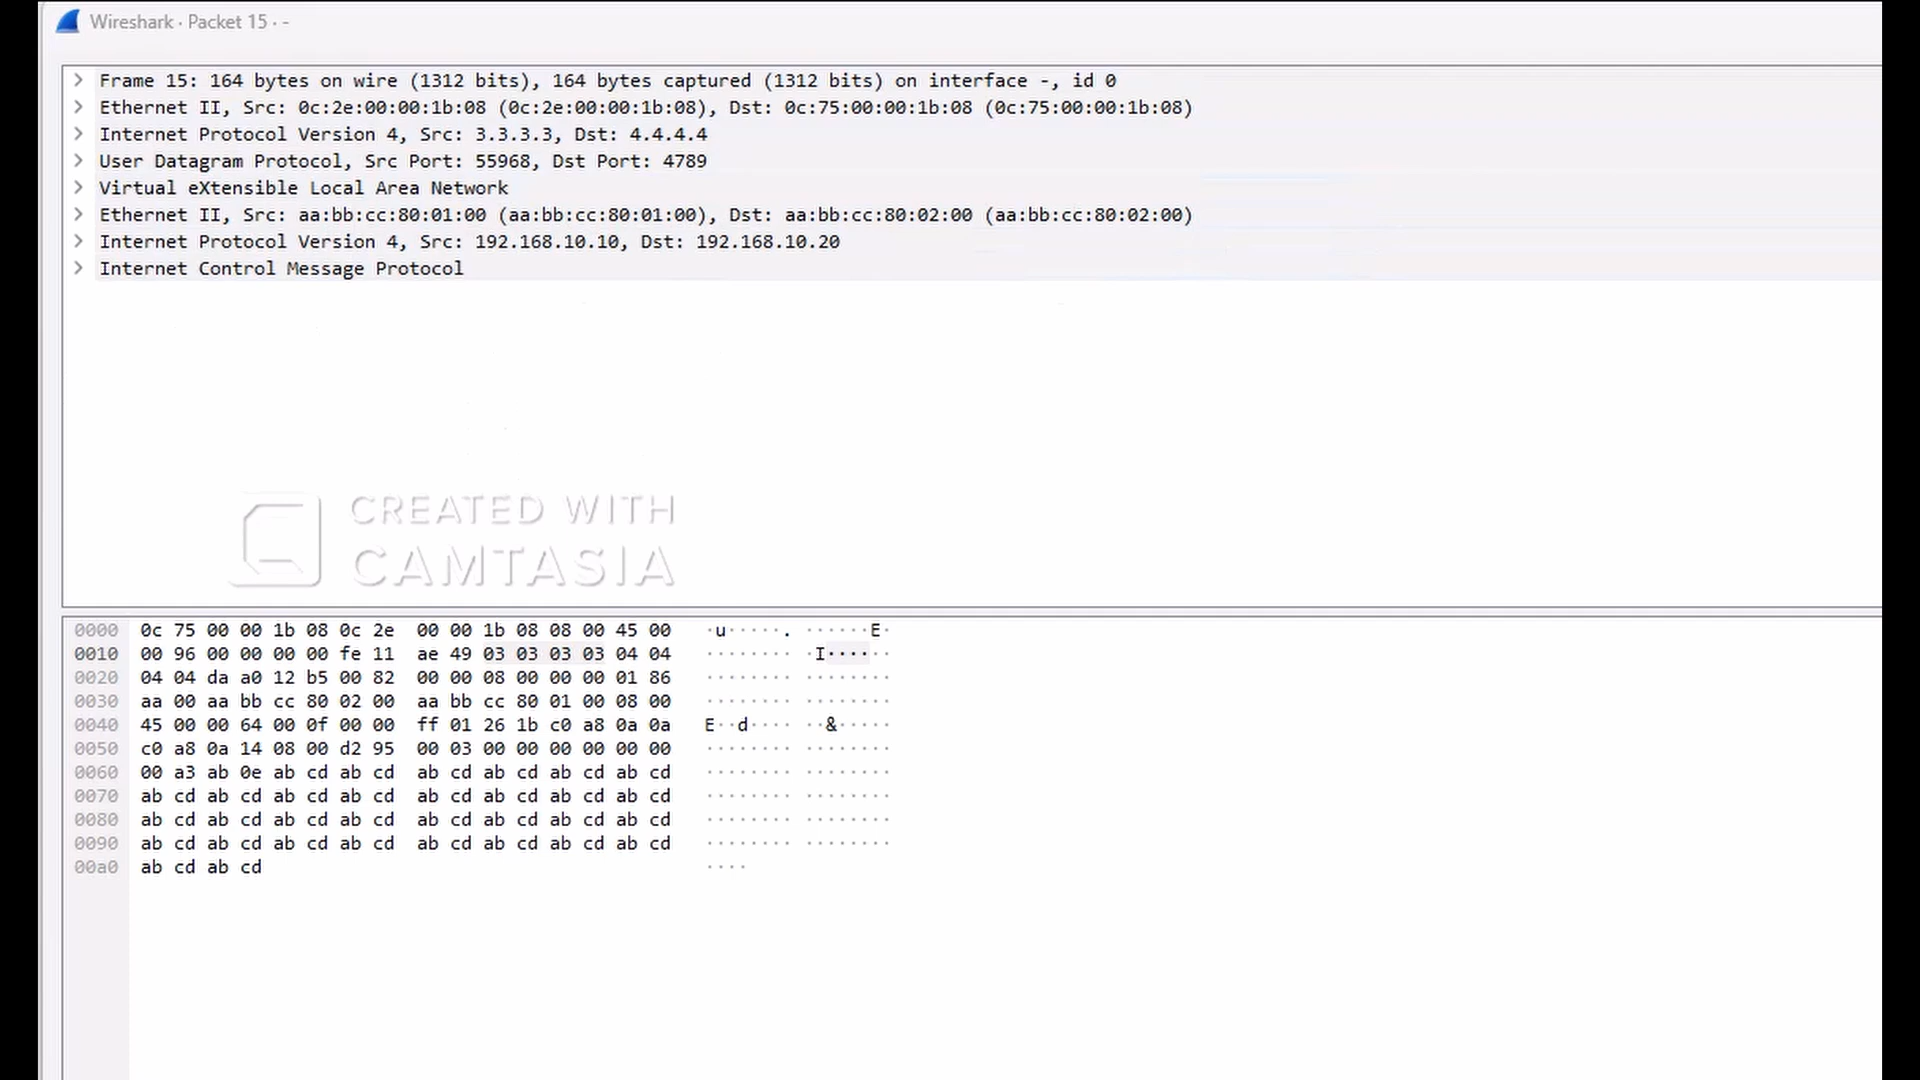 Wireshark · Packet 15 · -
Frame 15: 164 bytes on wire (1312 bits), 164 bytes captured (1312 bits) on interface -, id 0
Ethernet II, Src: 0c:2e:00:00:1b:08 (0c:2e:00:00:1b:08), Dst: 0c:75:00:00:1b:08 (0c:75:00:00:1b:08)
Internet Protocol Version 4, Src: 3.3.3.3, Dst: 4.4.4.4
User Datagram Protocol, Src Port: 55968, Dst Port: 4789
Virtual eXtensible Local Area Network
Ethernet II, Src: aa:bb:cc:80:01:00 (aa:bb:cc:80:01:00), Dst: aa:bb:cc:80:02:00 (aa:bb:cc:80:02:00)
Internet Protocol Version 4, Src: 192.168.10.10, Dst: 192.168.10.20
Internet Control Message Protocol
CREATED WITH
CAMTASIA
0000 0c 75 00 00 1b 08 0c 2e 00 00 1b 08 08 00 45 00 ·u·····. ······E·
0010 00 96 00 00 00 00 fe 11 ae 49 03 03 03 03 04 04 ········ ·I······
0020 04 04 da a0 12 b5 00 82 00 00 08 00 00 00 01 86 ········ ········
0030 aa 00 aa bb cc 80 02 00 aa bb cc 80 01 00 08 00 ········ ········
0040 45 00 00 64 00 0f 00 00 ff 01 26 1b c0 a8 0a 0a E··d···· ··&·····
0050 c0 a8 0a 14 08 00 d2 95 00 03 00 00 00 00 00 00 ········ ········
0060 00 a3 ab 0e ab cd ab cd ab cd ab cd ab cd ab cd ········ ········
0070 ab cd ab cd ab cd ab cd ab cd ab cd ab cd ab cd ········ ········
0080 ab cd ab cd ab cd ab cd ab cd ab cd ab cd ab cd ········ ········
0090 ab cd ab cd ab cd ab cd ab cd ab cd ab cd ab cd ········ ········
00a0 ab cd ab cd ····